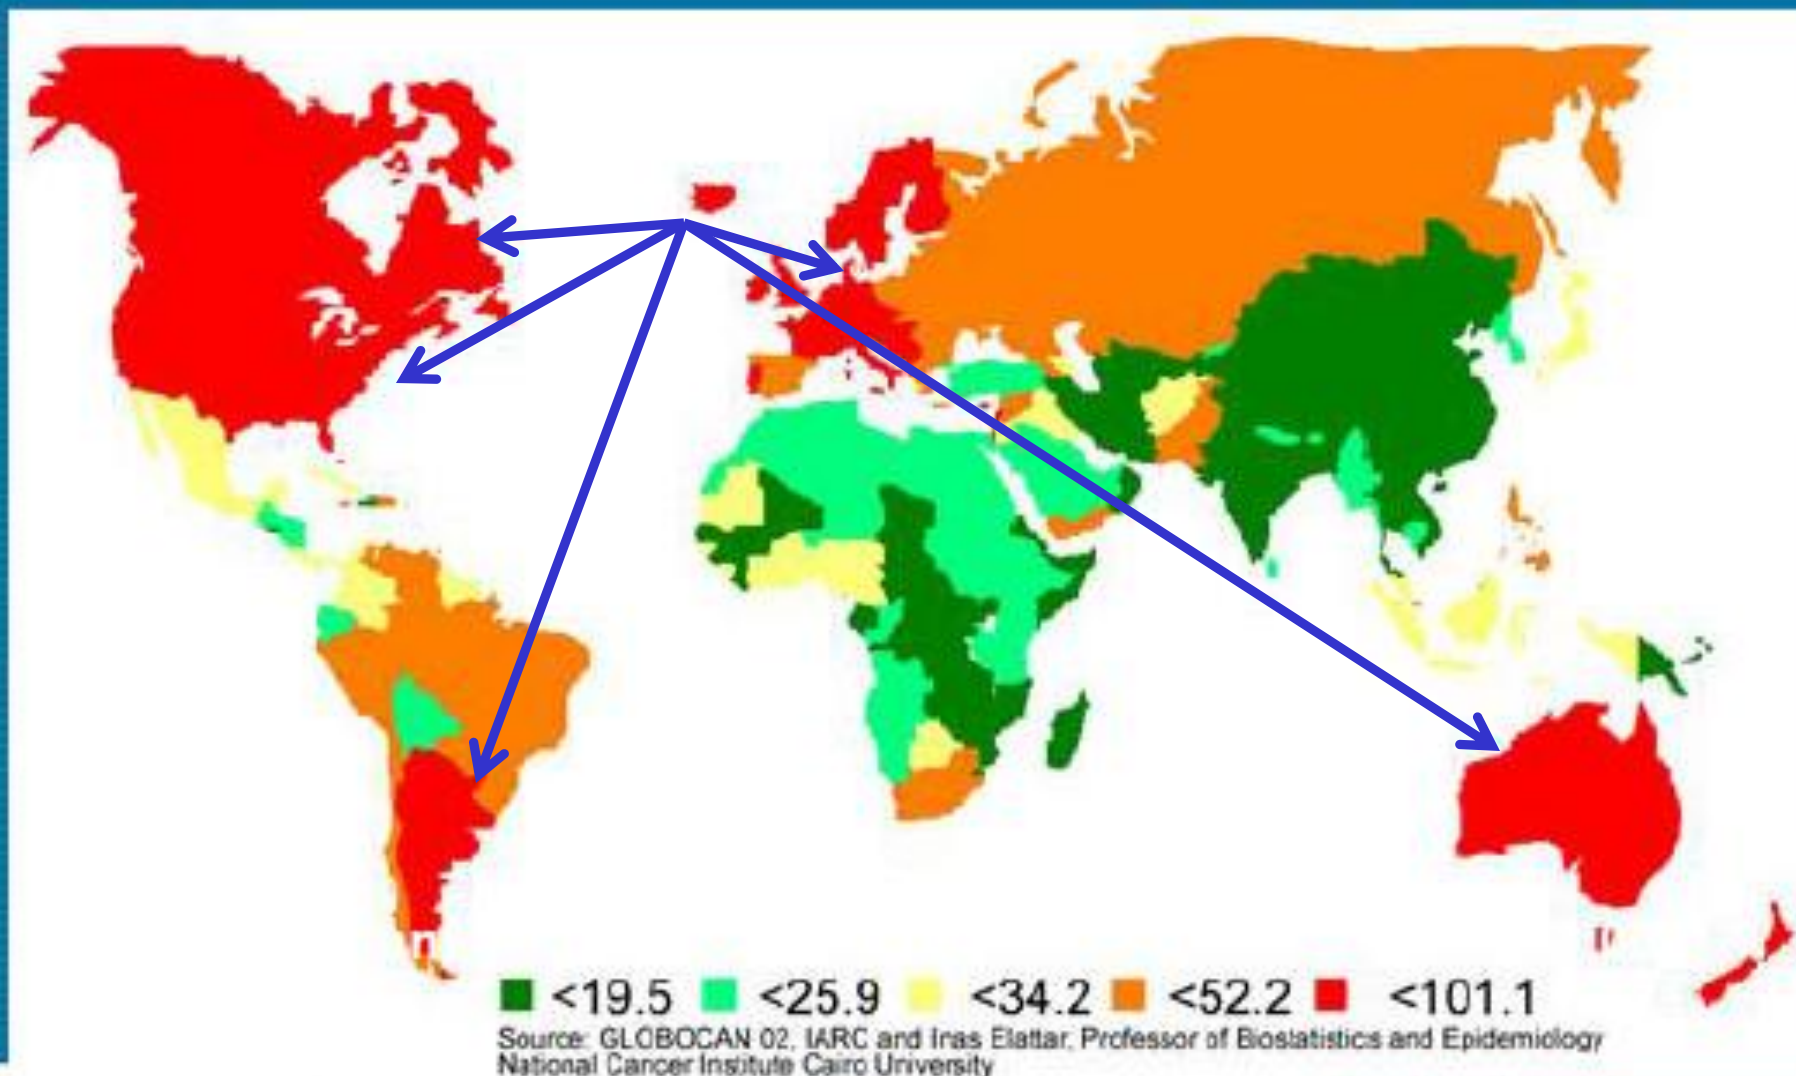 <19.5 <25.9 <34.2 <52.2 <101.1
Source: GLOBOCAN 02, IARC and Inas Elattar, Professor of Biostatistics and Epidemiology
National Cancer Institute Cairo University